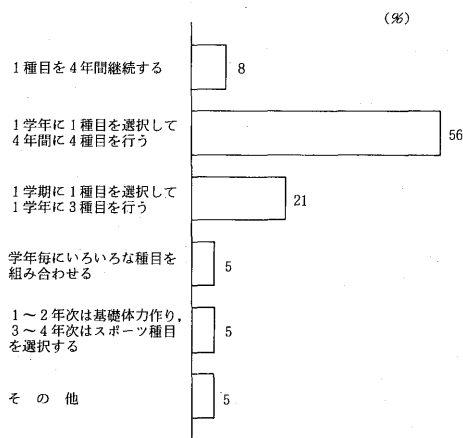 (%)
1種目を4年間継続する
8
1学年に1種目を選択して
4年間に4種目を行う
56
1学期に1種目を選択して
1学年に3種目を行う
21
学年毎にいろいろな種目を
組み合わせる
5
1～2年次は基礎体力作り,
3～4年次はスポーツ種目
を選択する
5
そ の 他
5